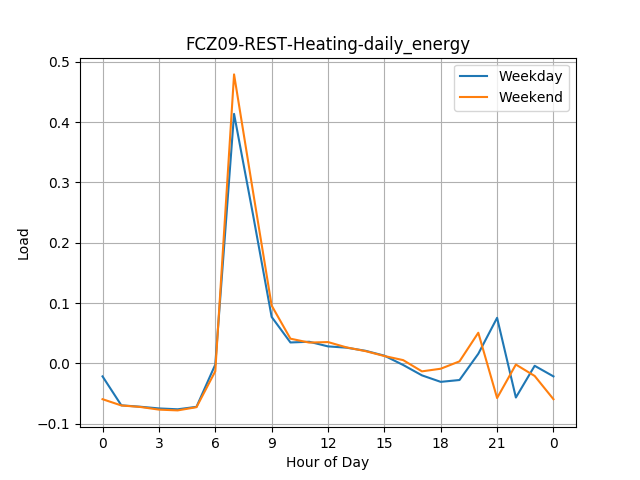 FCZ09-REST-Heating-daily_energy
Weekday
Weekend
Load
0.5
0.4
0.3
0.2
0.1
0.0
−0.1
0 3 6 9 12 15 18 21 0
Hour of Day